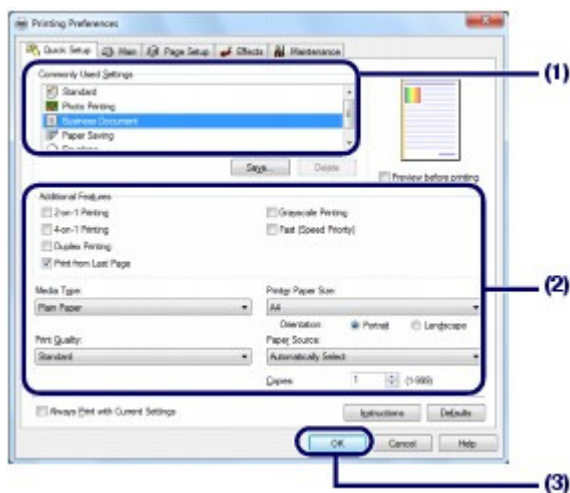 Printing Preferences
Quick Setup Main Page Setup Effects Maintenance
Commonly Used Settings
(1)
Standard
Photo Printing
Business Document
Paper Saving
Envelope
Save... Delete
Preview before printing
Additional Features
2-on-1 Printing Grayscale Printing
4-on-1 Printing Fast (Speed Priority)
Duplex Printing
Print from Last Page
(2)
Media Type: Printer Paper Size:
Plain Paper A4
Orientation: Portrait Landscape
Print Quality: Paper Source:
Standard Automatically Select
Copies: 1 (1-999)
Always Print with Current Settings Instructions Defaults
OK Cancel Help
(3)